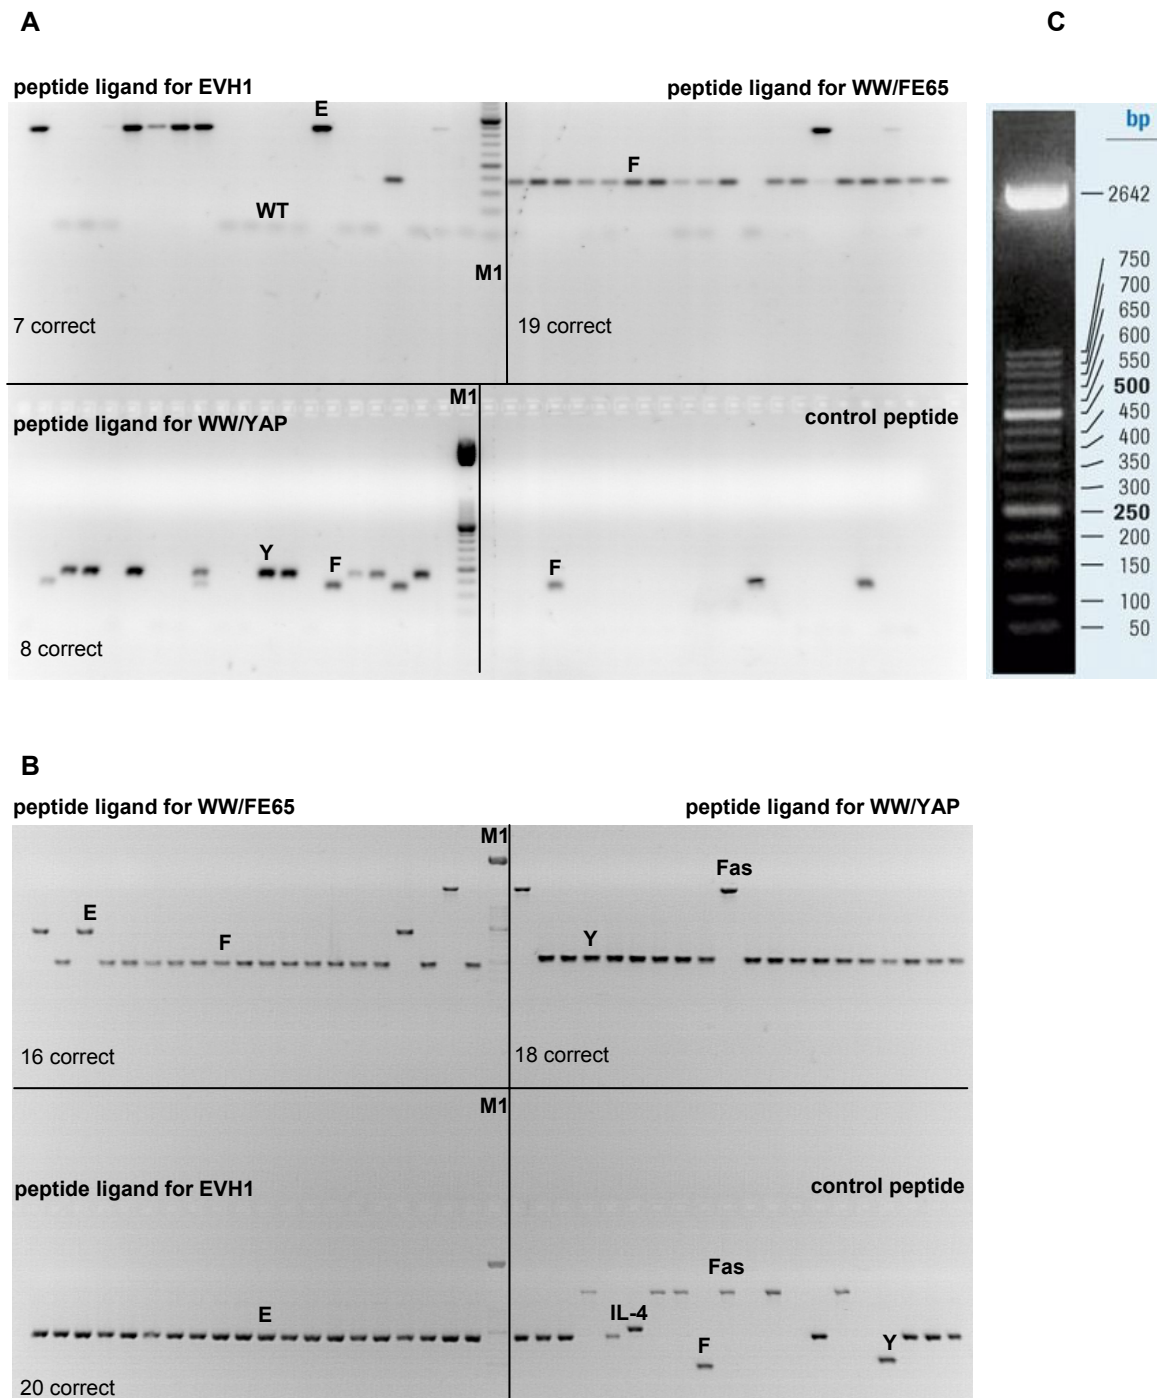 A
C
peptide ligand for EVH1
peptide ligand for WW/FE65
E
F
WT
M1
7 correct
19 correct
bp
2642
750
700
650
600
550
500
450
400
350
300
250
200
150
100
50
M1
peptide ligand for WW/YAP
control peptide
Y
F
F
8 correct
B
peptide ligand for WW/FE65
peptide ligand for WW/YAP
M1
Fas
E
F
Y
16 correct
18 correct
M1
peptide ligand for EVH1
control peptide
Fas
E
IL-4
F
Y
20 correct